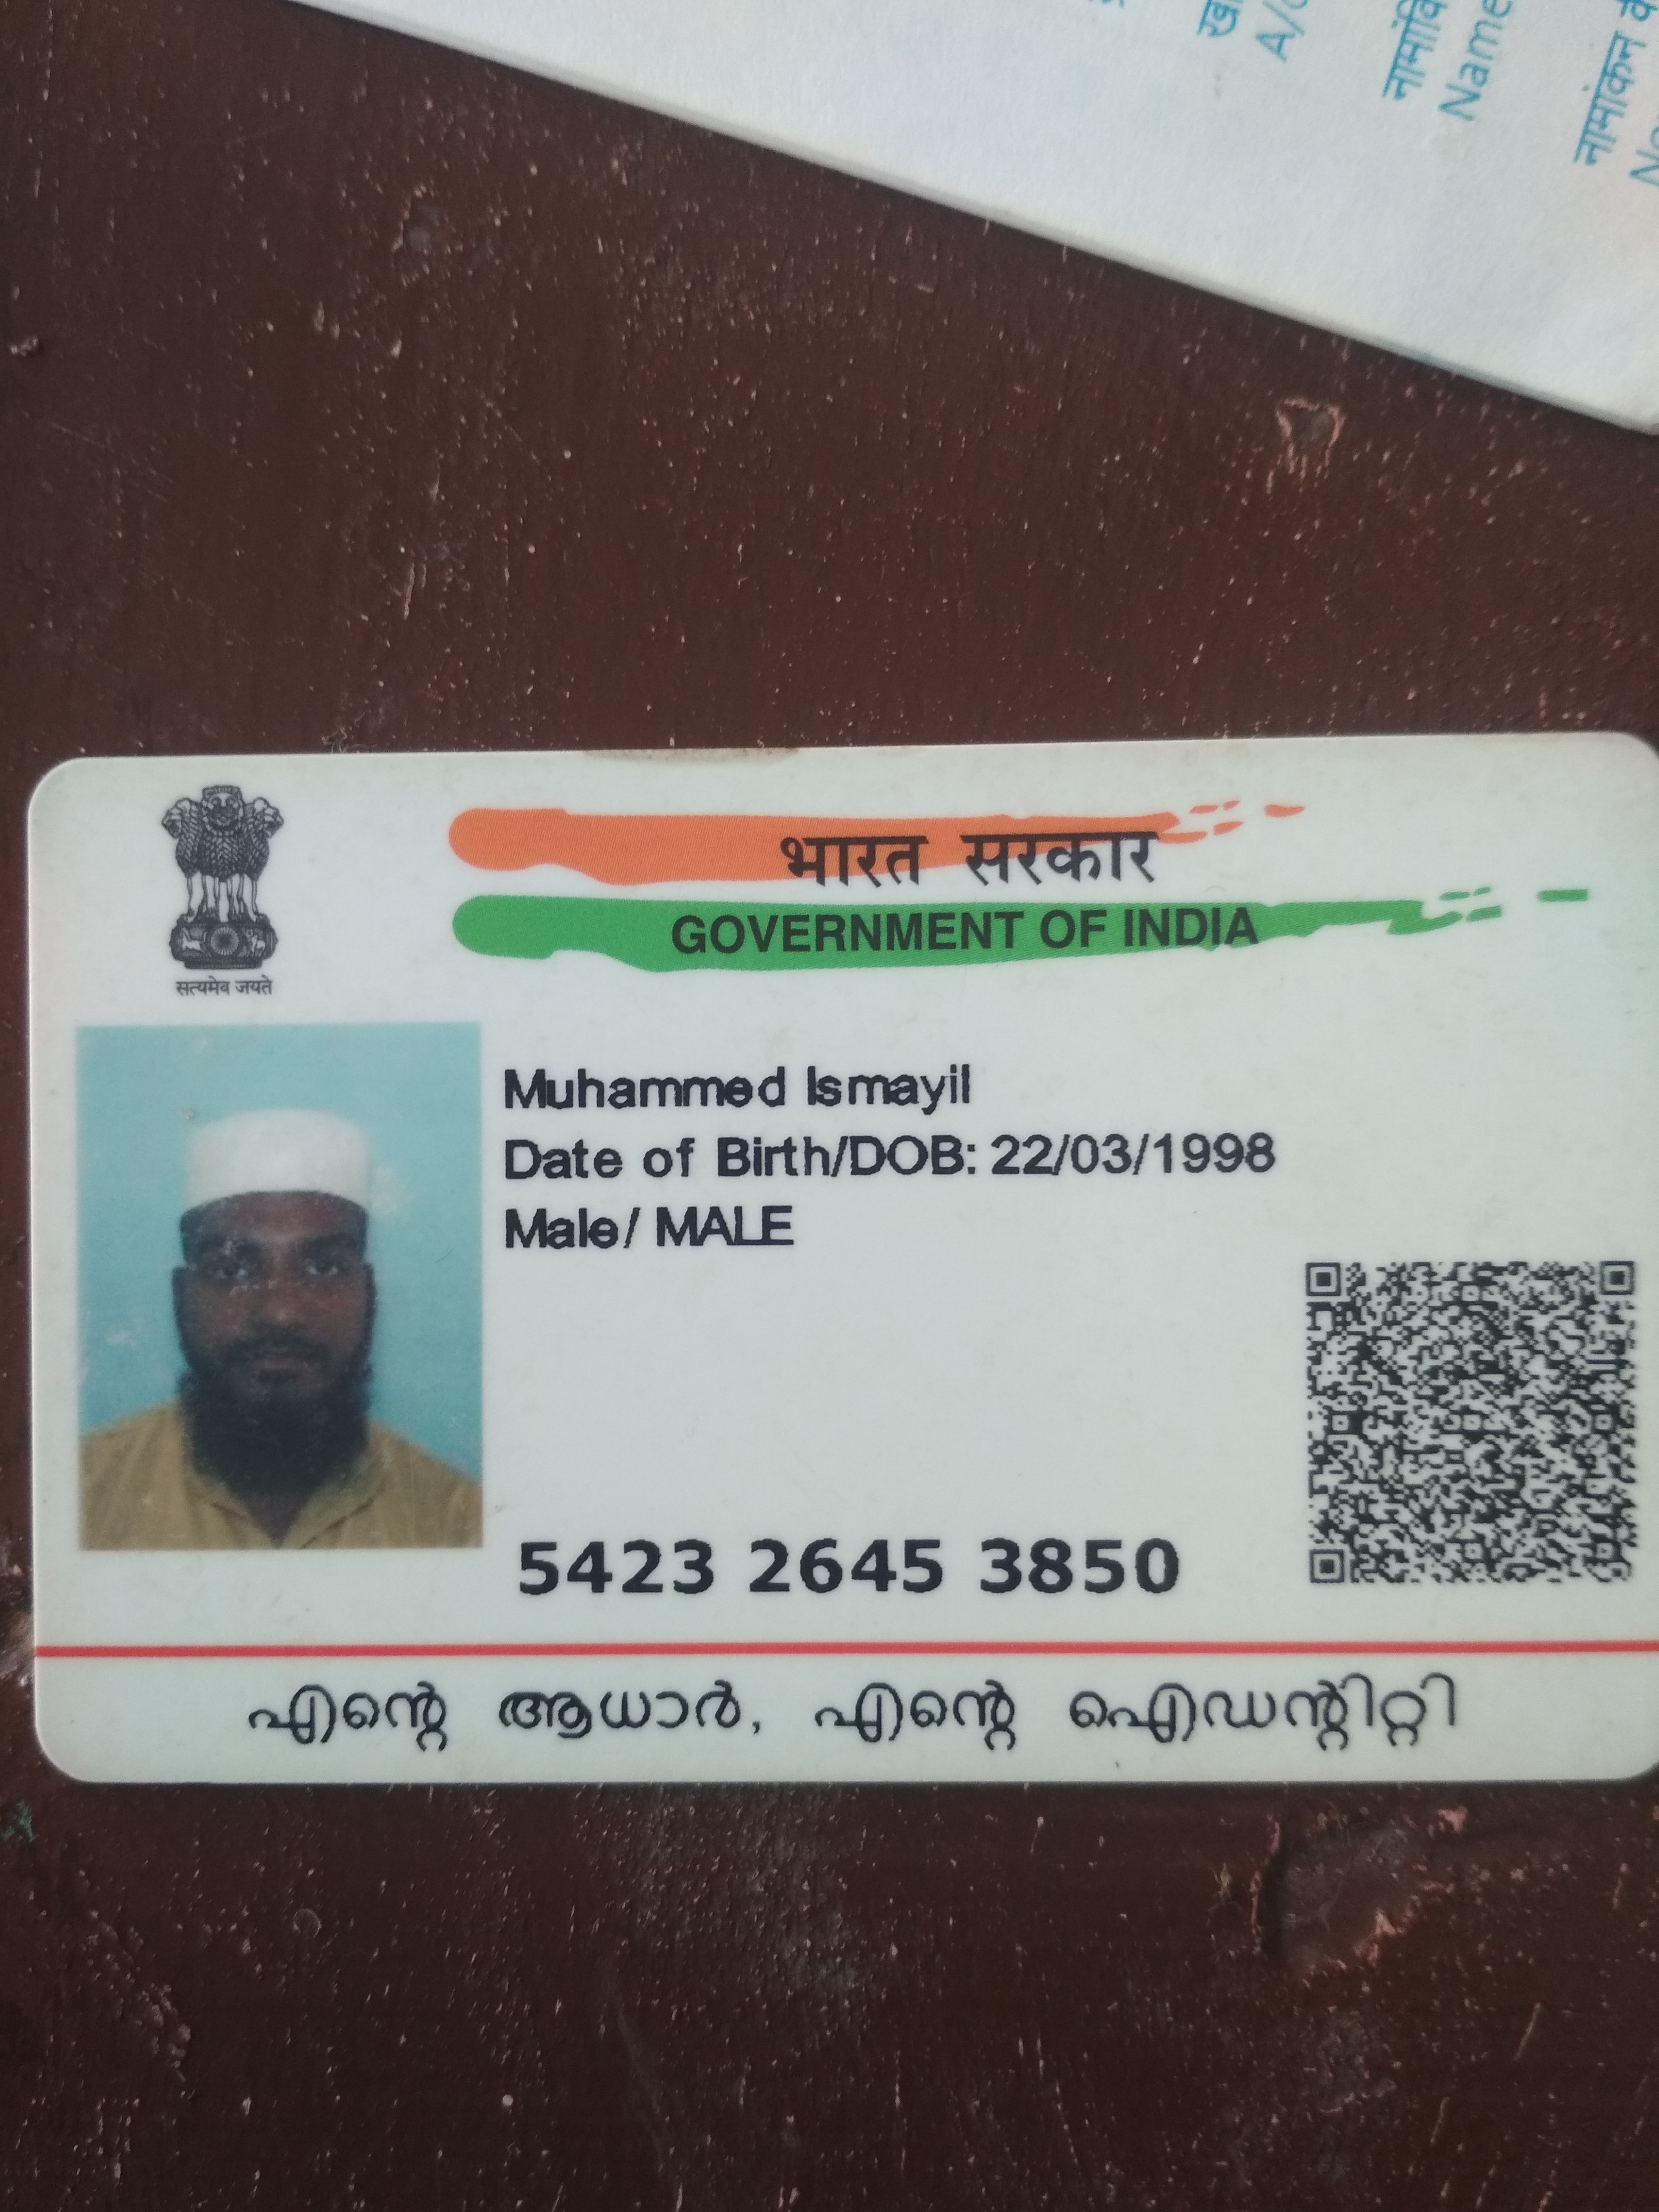 A/
Name
भारत सरकार
GOVERNMENT OF INDIA
सत्यमेव जयते
Muhammed Ismayil
Date of Birth/DOB: 22/03/1998
Male/ MALE
5423 2645 3850
എന്റെ ആധാർ, എന്റെ ഐഡന്റിറ്റി